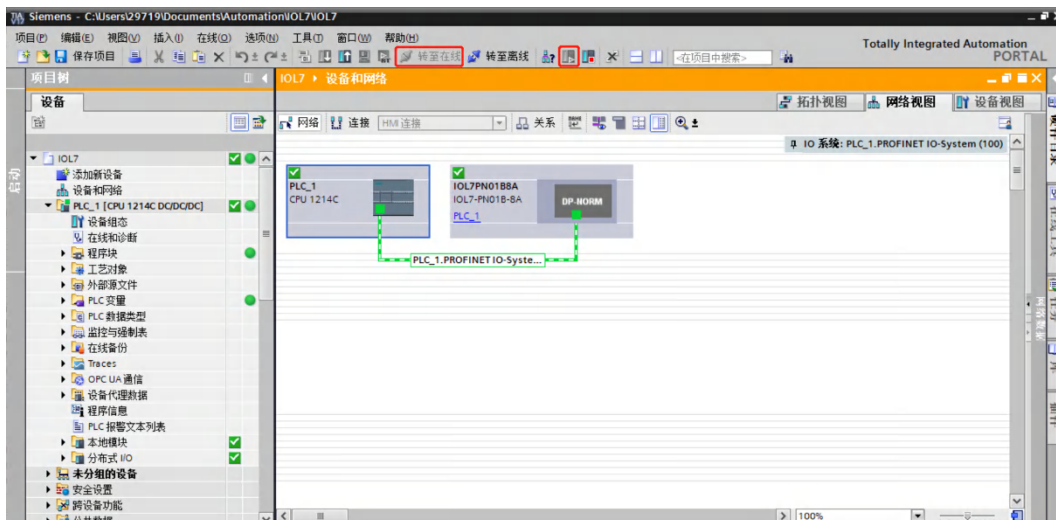 Siemens - C:\Users\29719\Documents\Automation\IOL7\IOL7
项目(P) 编辑(E) 视图(V) 插入(I) 在线(O) 选项(N) 工具(T) 窗口(W) 帮助(H)
Totally Integrated Automation
PORTAL
保存项目 转至在线 转至离线 <在项目中搜索>
项目树
IOL7 ▸ 设备和网络
设备
拓扑视图 网络视图 设备视图
网络 连接 HMI 连接 关系
IO 系统: PLC_1.PROFINET IO-System (100)
启动
IOL7
添加新设备
设备和网络
PLC_1 [CPU 1214C DC/DC/DC]
设备组态
在线和诊断
程序块
工艺对象
外部源文件
PLC 变量
PLC 数据类型
监控与强制表
在线备份
Traces
OPC UA 通信
设备代理数据
程序信息
PLC 报警文本列表
本地模块
分布式 I/O
未分组的设备
安全设置
跨设备功能
PLC_1
CPU 1214C
IOL7PN01B8A
IOL7-PN01B-8A
PLC_1
DP-NORM
PLC_1.PROFINET IO-Syste...
100%